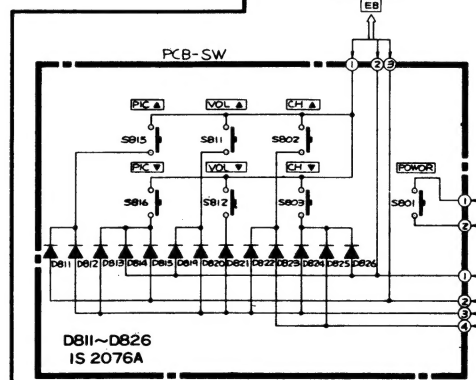 EB
PCB-SW
1 2 3
PIC ▲ VOL ▲ CH ▲
S815 S811 S802
PIC ▼ VOL ▼ CH ▼ POWOR
S816 S812 S803 S801
1
2
D811 D812 D813 D814 D815 D819 D820 D821 D822 D823 D824 D825 D826
1
2
3
4
D811~D826
IS 2076A